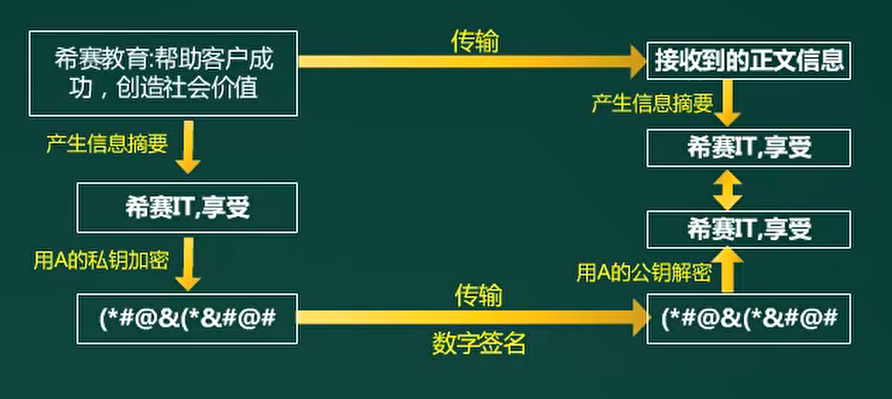 希赛教育:帮助客户成
功，创造社会价值
传输
接收到的正文信息
产生信息摘要
产生信息摘要
希赛IT,享受
希赛IT,享受
希赛IT,享受
用A的私钥加密
用A的公钥解密
(*#@&(*&#@#
传输
数字签名
(*#@&(*&#@#